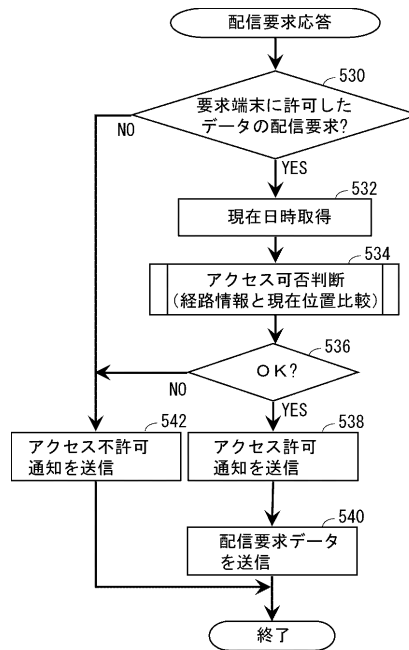 配信要求応答
530
要求端末に許可した
データの配信要求?
NO
YES
532
現在日時取得
534
アクセス可否判断
(経路情報と現在位置比較)
536
OK?
NO
YES
542
アクセス不許可
通知を送信
538
アクセス許可
通知を送信
540
配信要求データ
を送信
終了